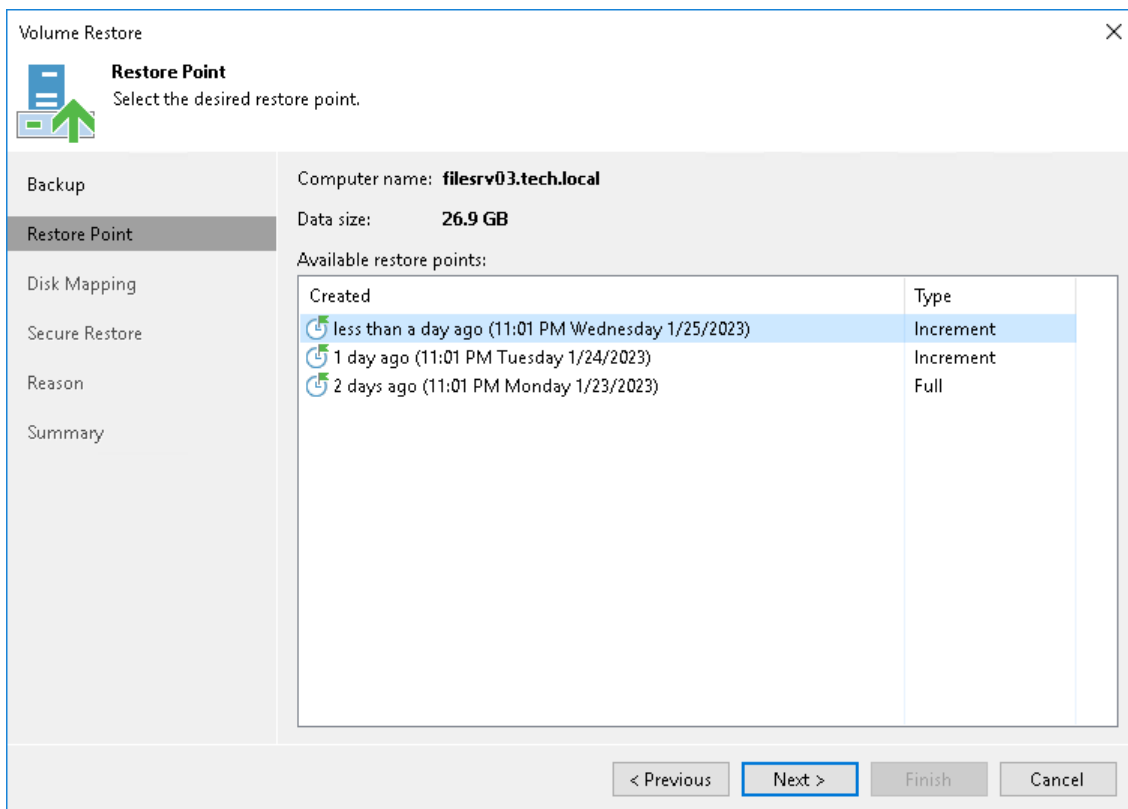 Volume Restore
Restore Point
Select the desired restore point.
Backup
Restore Point
Disk Mapping
Secure Restore
Reason
Summary
Computer name: filesrv03.tech.local
Data size: 26.9 GB
Available restore points:
Created Type
less than a day ago (11:01 PM Wednesday 1/25/2023) Increment
1 day ago (11:01 PM Tuesday 1/24/2023) Increment
2 days ago (11:01 PM Monday 1/23/2023) Full
< Previous Next > Finish Cancel